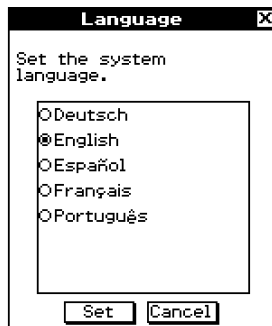 Language X
Set the system
language.
Deutsch
English
Español
Français
Português
Set Cancel